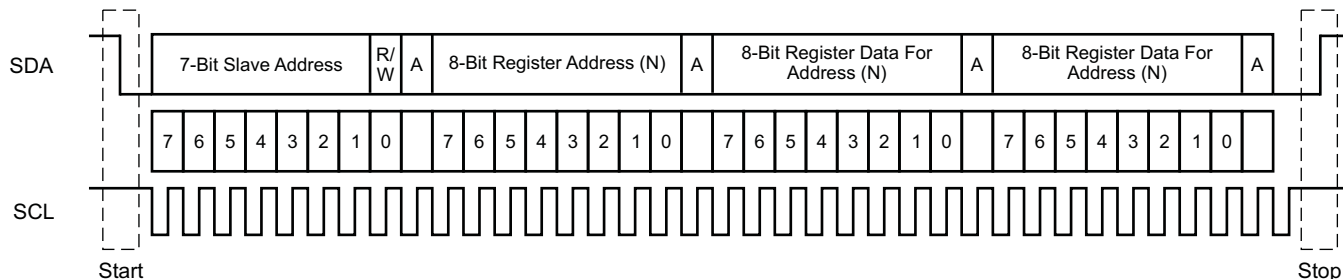 SDA
7-Bit Slave Address
R/
W
A
8-Bit Register Address (N)
A
8-Bit Register Data For
Address (N)
A
8-Bit Register Data For
Address (N)
A
7 6 5 4 3 2 1 0 7 6 5 4 3 2 1 0 7 6 5 4 3 2 1 0 7 6 5 4 3 2 1 0
SCL
Start
Stop